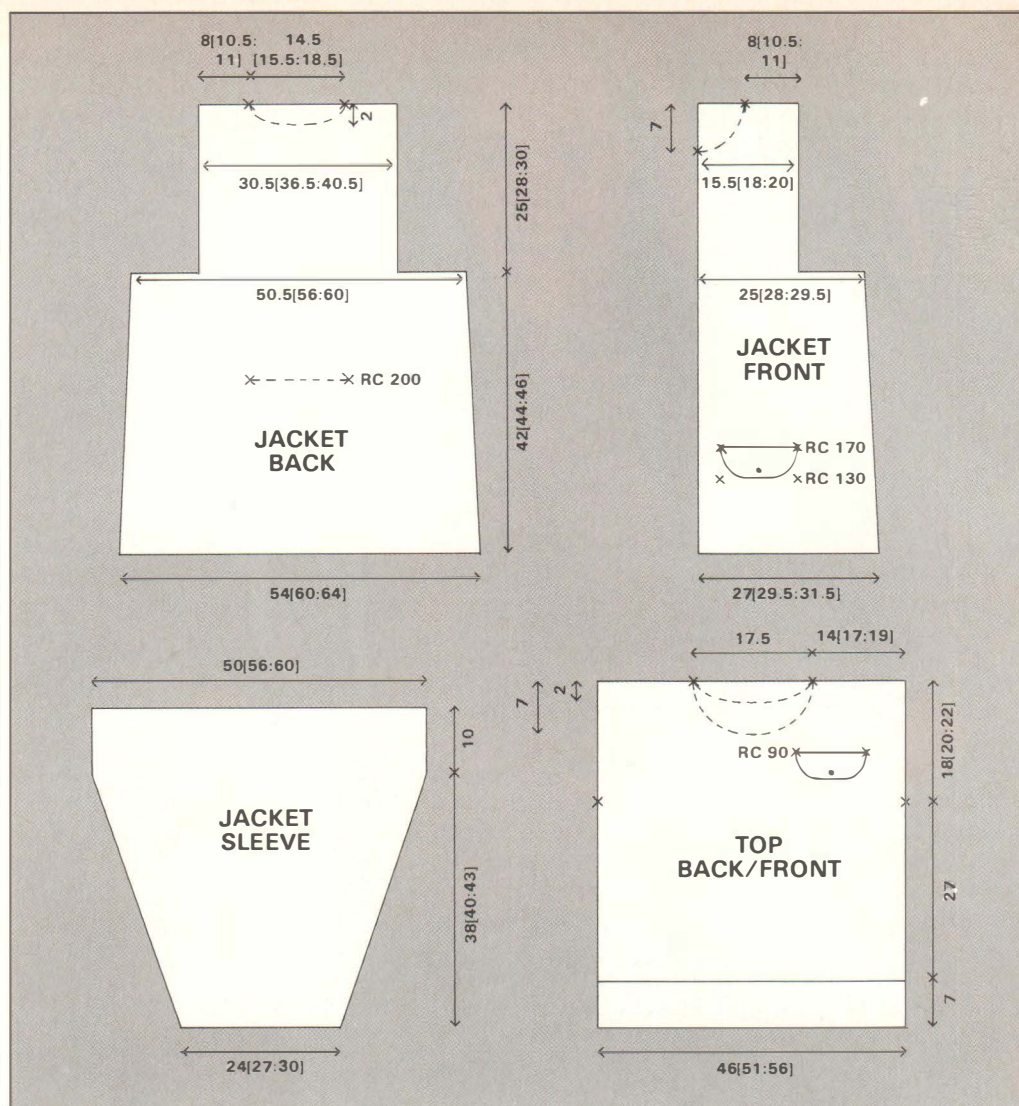 8[10.5:
11]
14.5
[15.5:18.5]
2
30.5[36.5:40.5]
25[28:30]
50.5[56:60]
RC 200
JACKET
BACK
42[44:46]
54[60:64]
8[10.5:
11]
7
15.5[18:20]
25[28:29.5]
JACKET
FRONT
RC 170
RC 130
27[29.5:31.5]
50[56:60]
10
JACKET
SLEEVE
38[40:43]
24[27:30]
17.5
14[17:19]
7
2
RC 90
18[20:22]
TOP
BACK/FRONT
27
7
46[51:56]